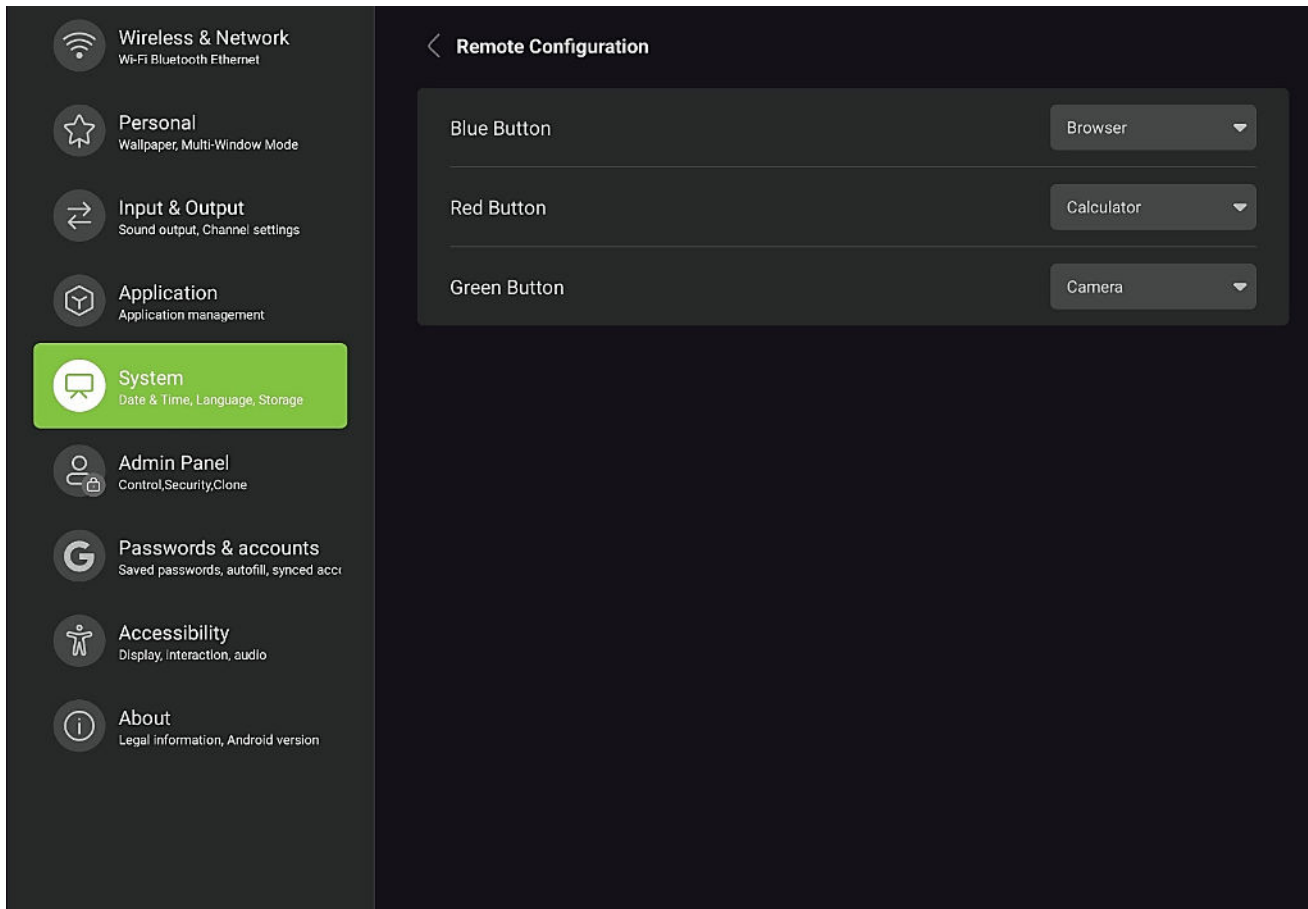 Wireless & Network
Wi-Fi Bluetooth Ethernet
Personal
Wallpaper, Multi-Window Mode
Input & Output
Sound output, Channel settings
Application
Application management
System
Date & Time, Language, Storage
Admin Panel
Control,Security,Clone
Passwords & accounts
Saved passwords, autofill, synced acc
Accessibility
Display, interaction, audio
About
Legal information, Android version
Remote Configuration
Blue Button Browser
Red Button Calculator
Green Button Camera